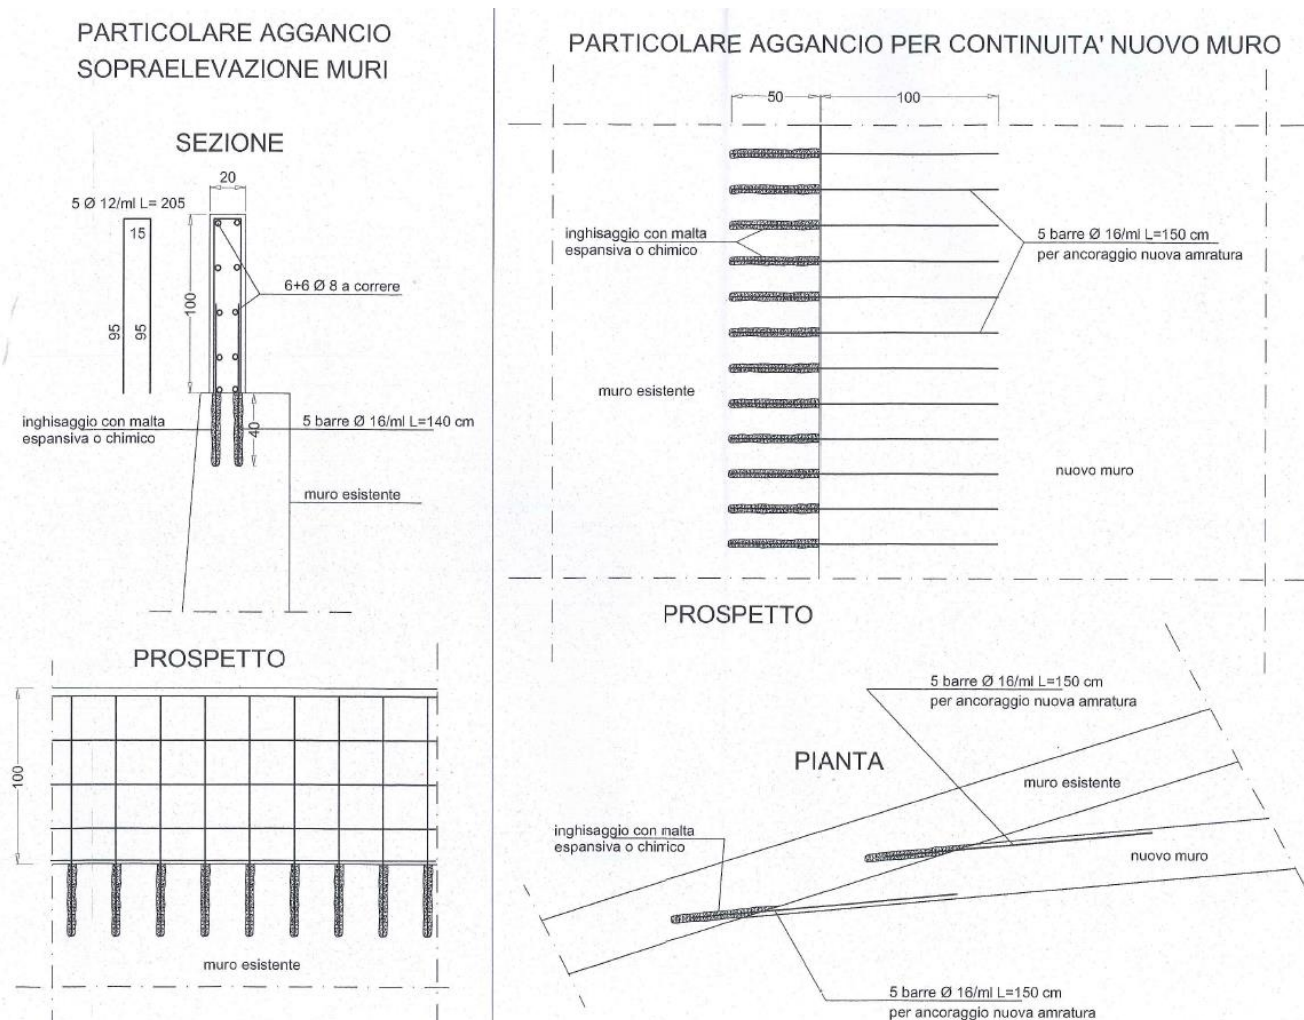 PARTICOLARE AGGANCIO
SOPRAELEVAZIONE MURI
SEZIONE
20
5 Ø 12/ml L= 205
15
95
95
100
6+6 Ø 8 a correre
inghisaggio con malta
espansiva o chimico
40
5 barre Ø 16/ml L=140 cm
muro esistente
PROSPETTO
100
muro esistente
PARTICOLARE AGGANCIO PER CONTINUITA' NUOVO MURO
50
100
inghisaggio con malta
espansiva o chimico
5 barre Ø 16/ml L=150 cm
per ancoraggio nuova amratura
muro esistente
nuovo muro
PROSPETTO
5 barre Ø 16/ml L=150 cm
per ancoraggio nuova amratura
PIANTA
muro esistente
inghisaggio con malta
espansiva o chimico
nuovo muro
5 barre Ø 16/ml L=150 cm
per ancoraggio nuova amratura